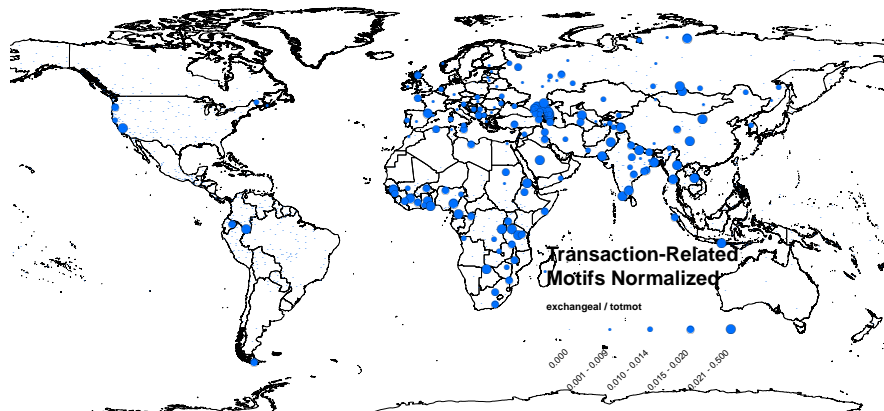 Transaction-Related
Motifs Normalized
exchangeal / totmot
0.000
0.001 - 0.009
0.010 - 0.014
0.015 - 0.020
0.021 - 0.500